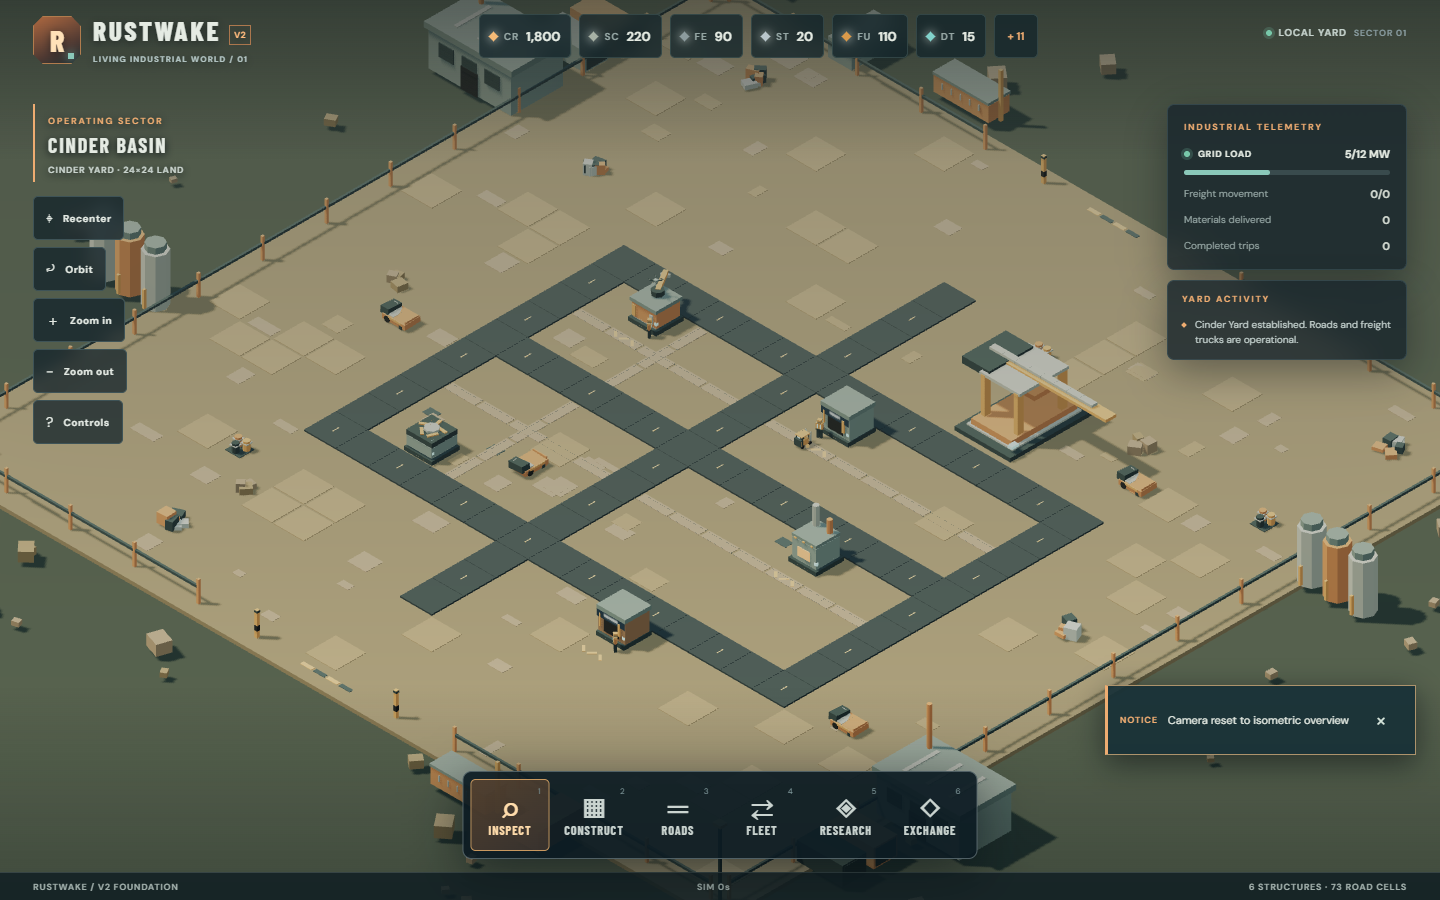 R
RUSTWAKE V2
LIVING INDUSTRIAL WORLD / 01
CR 1,800
SC 220
FE 90
ST 20
FU 110
DT 15
+11
LOCAL YARD SECTOR 01
OPERATING SECTOR
CINDER BASIN
CINDER YARD · 24×24 LAND
Recenter
Orbit
+ Zoom in
− Zoom out
? Controls
INDUSTRIAL TELEMETRY
GRID LOAD 5/12 MW
Freight movement 0/0
Materials delivered 0
Completed trips 0
YARD ACTIVITY
Cinder Yard established. Roads and freight
trucks are operational.
NOTICE Camera reset to isometric overview ×
1 INSPECT
2 CONSTRUCT
3 ROADS
4 FLEET
5 RESEARCH
6 EXCHANGE
RUSTWAKE / V2 FOUNDATION
SIM 0s
6 STRUCTURES · 73 ROAD CELLS